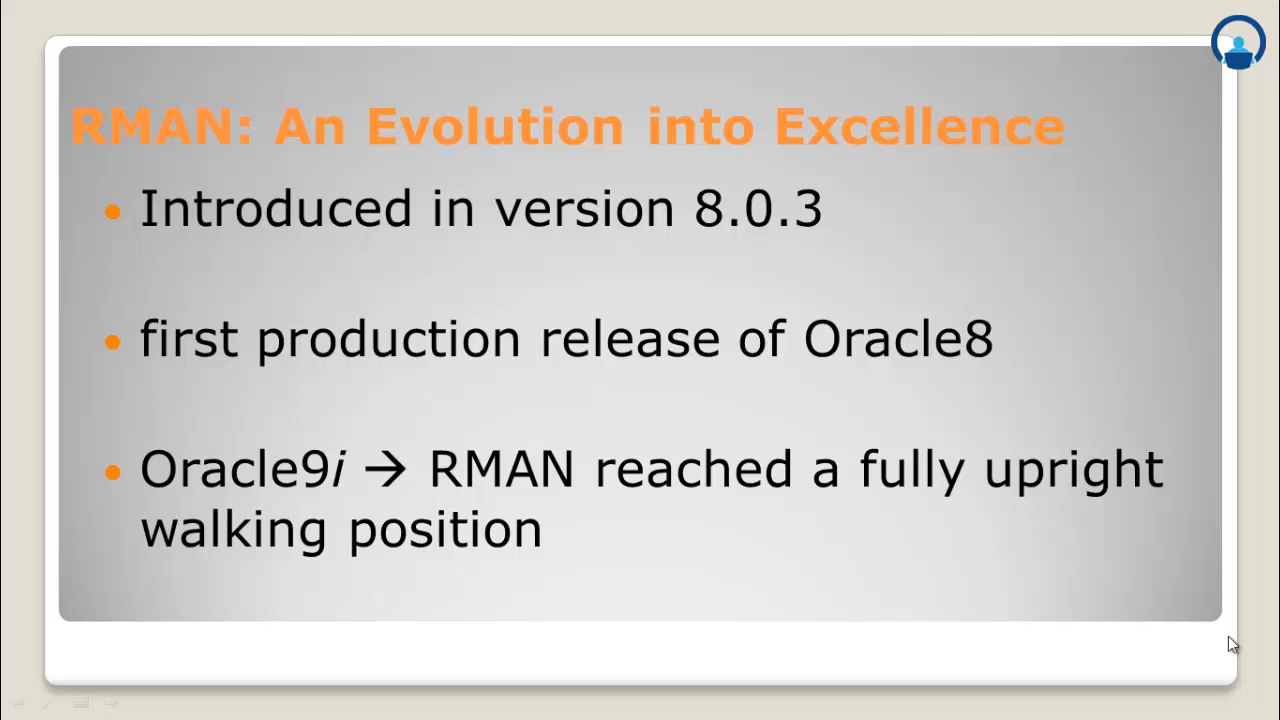 RMAN: An Evolution into Excellence
• Introduced in version 8.0.3
• first production release of Oracle8
• Oracle9i → RMAN reached a fully upright
walking position